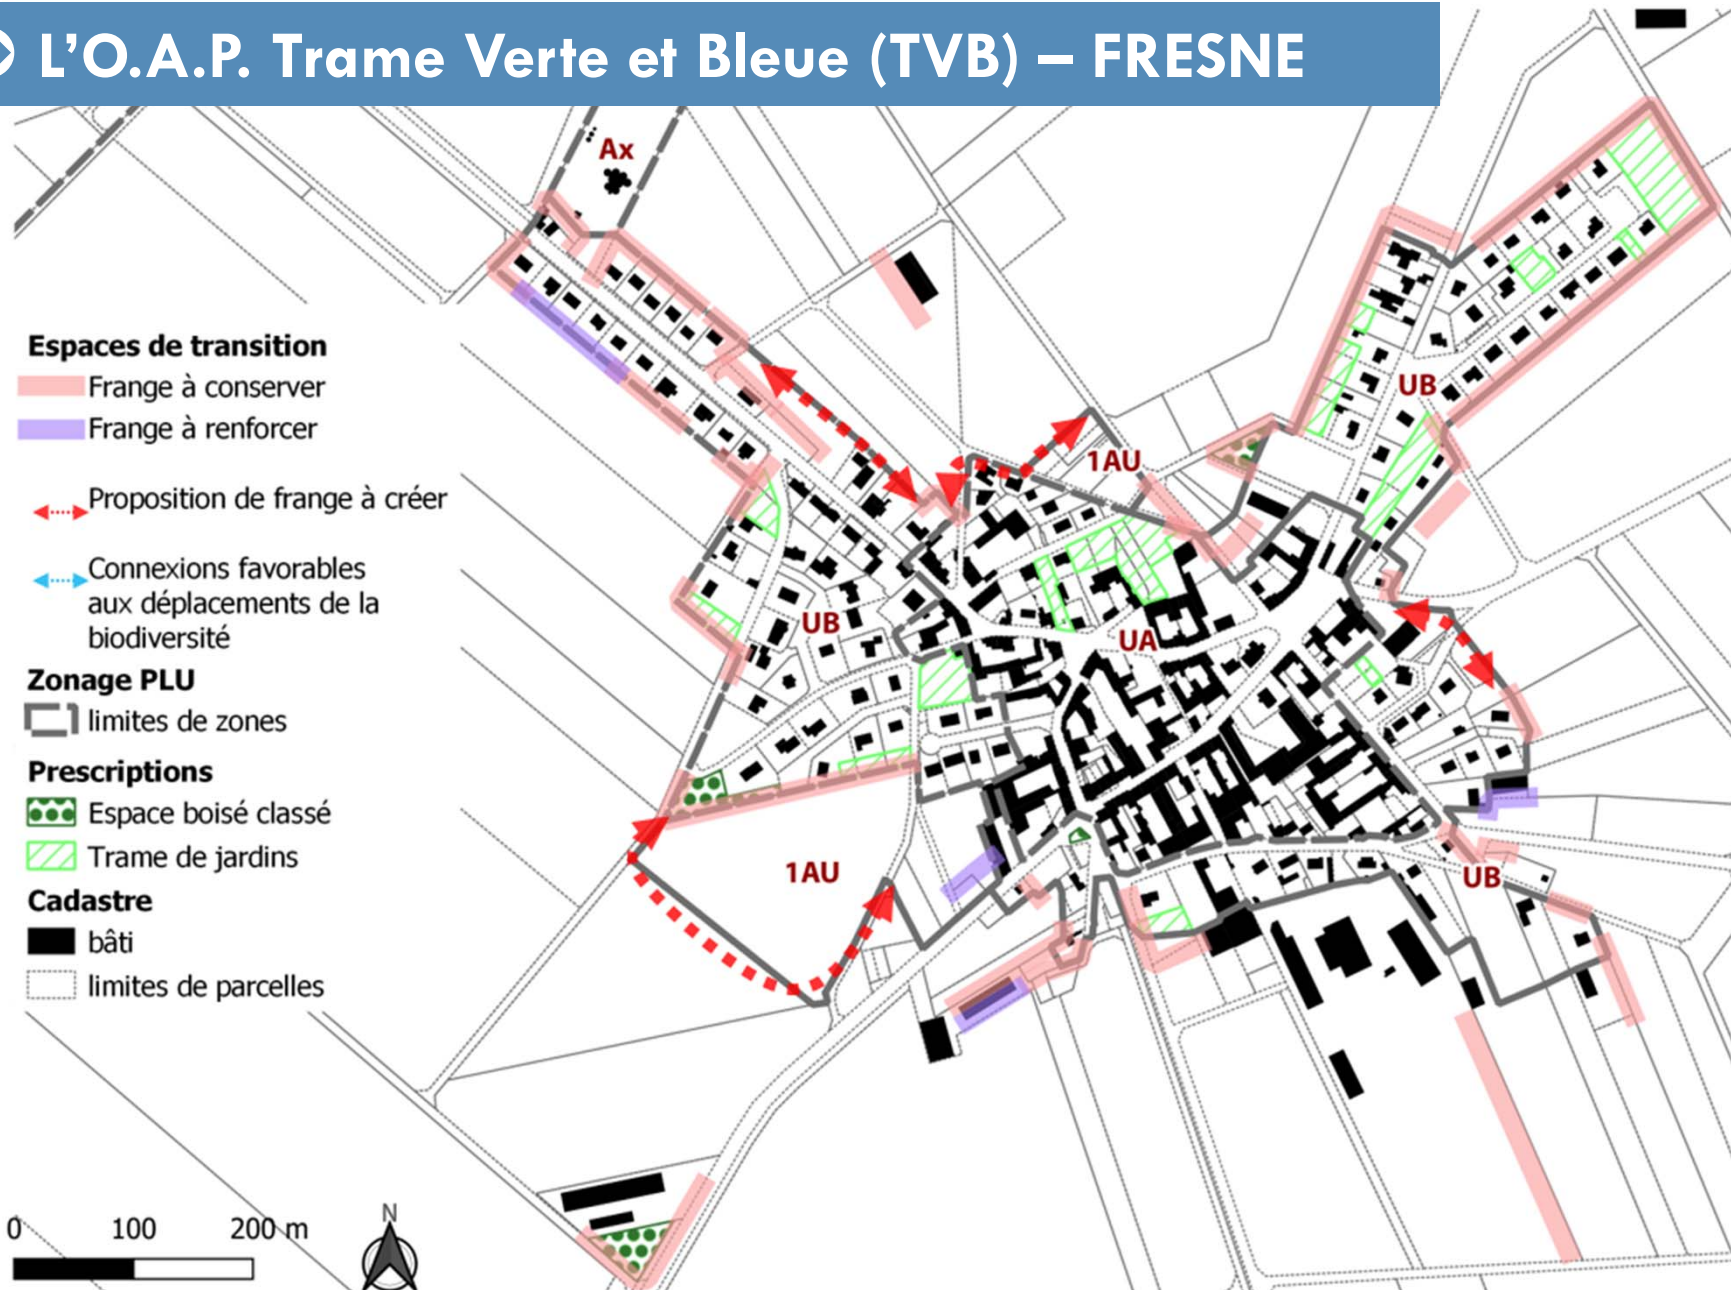 L'O.A.P. Trame Verte et Bleue (TVB) – FRESNE
Ax
Espaces de transition
Frange à conserver
Frange à renforcer
Proposition de frange à créer
Connexions favorables
aux déplacements de la
biodiversité
Zonage PLU
limites de zones
Prescriptions
Espace boisé classé
Trame de jardins
Cadastre
bâti
limites de parcelles
UB
1AU
UB
UA
1AU
UB
0 100 200 m
N